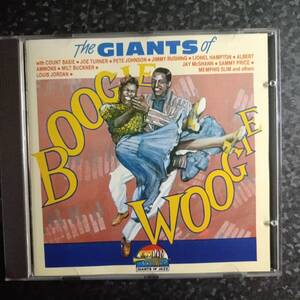 the GIANTS of
with COUNT BASIE • JOE TURNER • PETE JOHNSON • JIMMY RUSHING • LIONEL HAMPTON • ALBERT
AMMONS • MILT BUCKNER • JAY McSHANN • SAMMY PRICE •
LOUIS JORDAN • MEMPHIS SLIM and others
BOOGIE
WOOGIE
GIANTS OF JAZZ